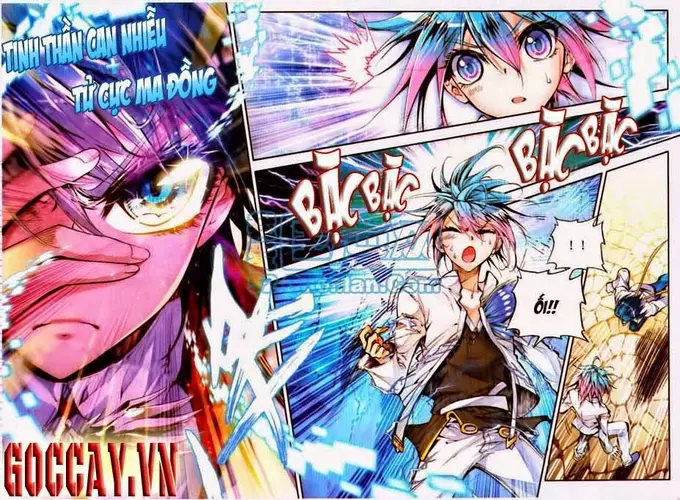 TINH THẦN CAN NHIỄU
TỬ CỰC MA ĐỒNG
BẶC BẶC
BẶC BẶC
!!
ỐI!!
GOCCAY.VN